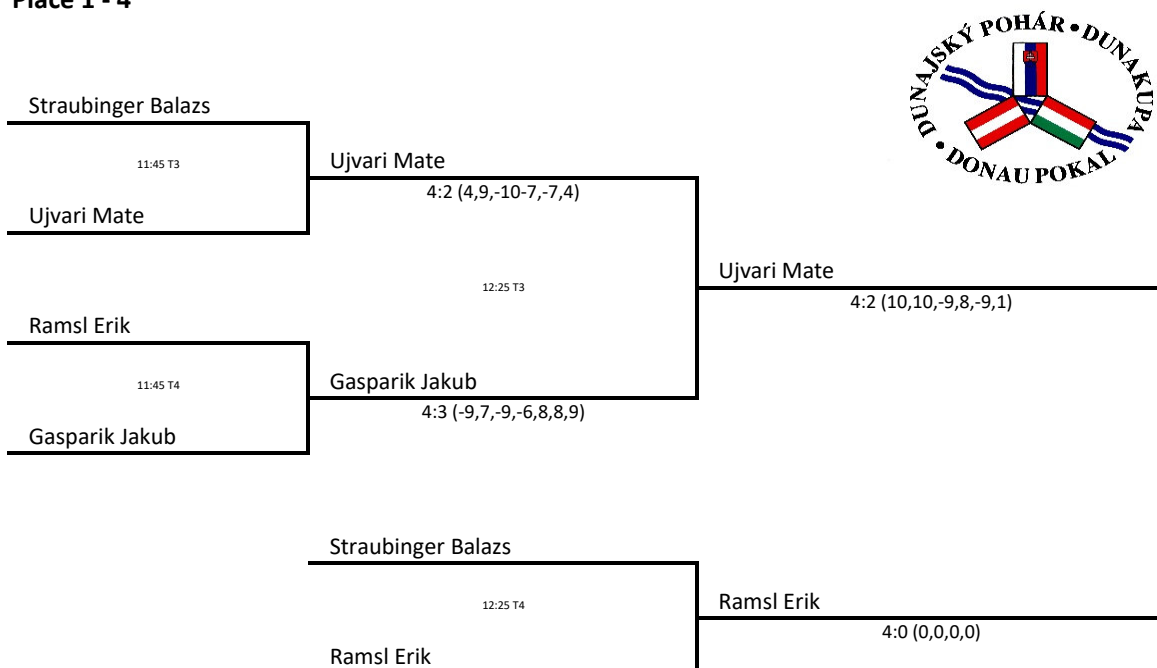 Place 1 - 4
DUNAJSKÝ POHÁR • DUNA KUPA • DONAU POKAL •
Straubinger Balazs
11:45 T3
Ujvari Mate
4:2 (4,9,-10-7,-7,4)
Ujvari Mate
12:25 T3
Ujvari Mate
4:2 (10,10,-9,8,-9,1)
Ramsl Erik
11:45 T4
Gasparik Jakub
4:3 (-9,7,-9,-6,8,8,9)
Gasparik Jakub
Straubinger Balazs
12:25 T4
Ramsl Erik
4:0 (0,0,0,0)
Ramsl Erik